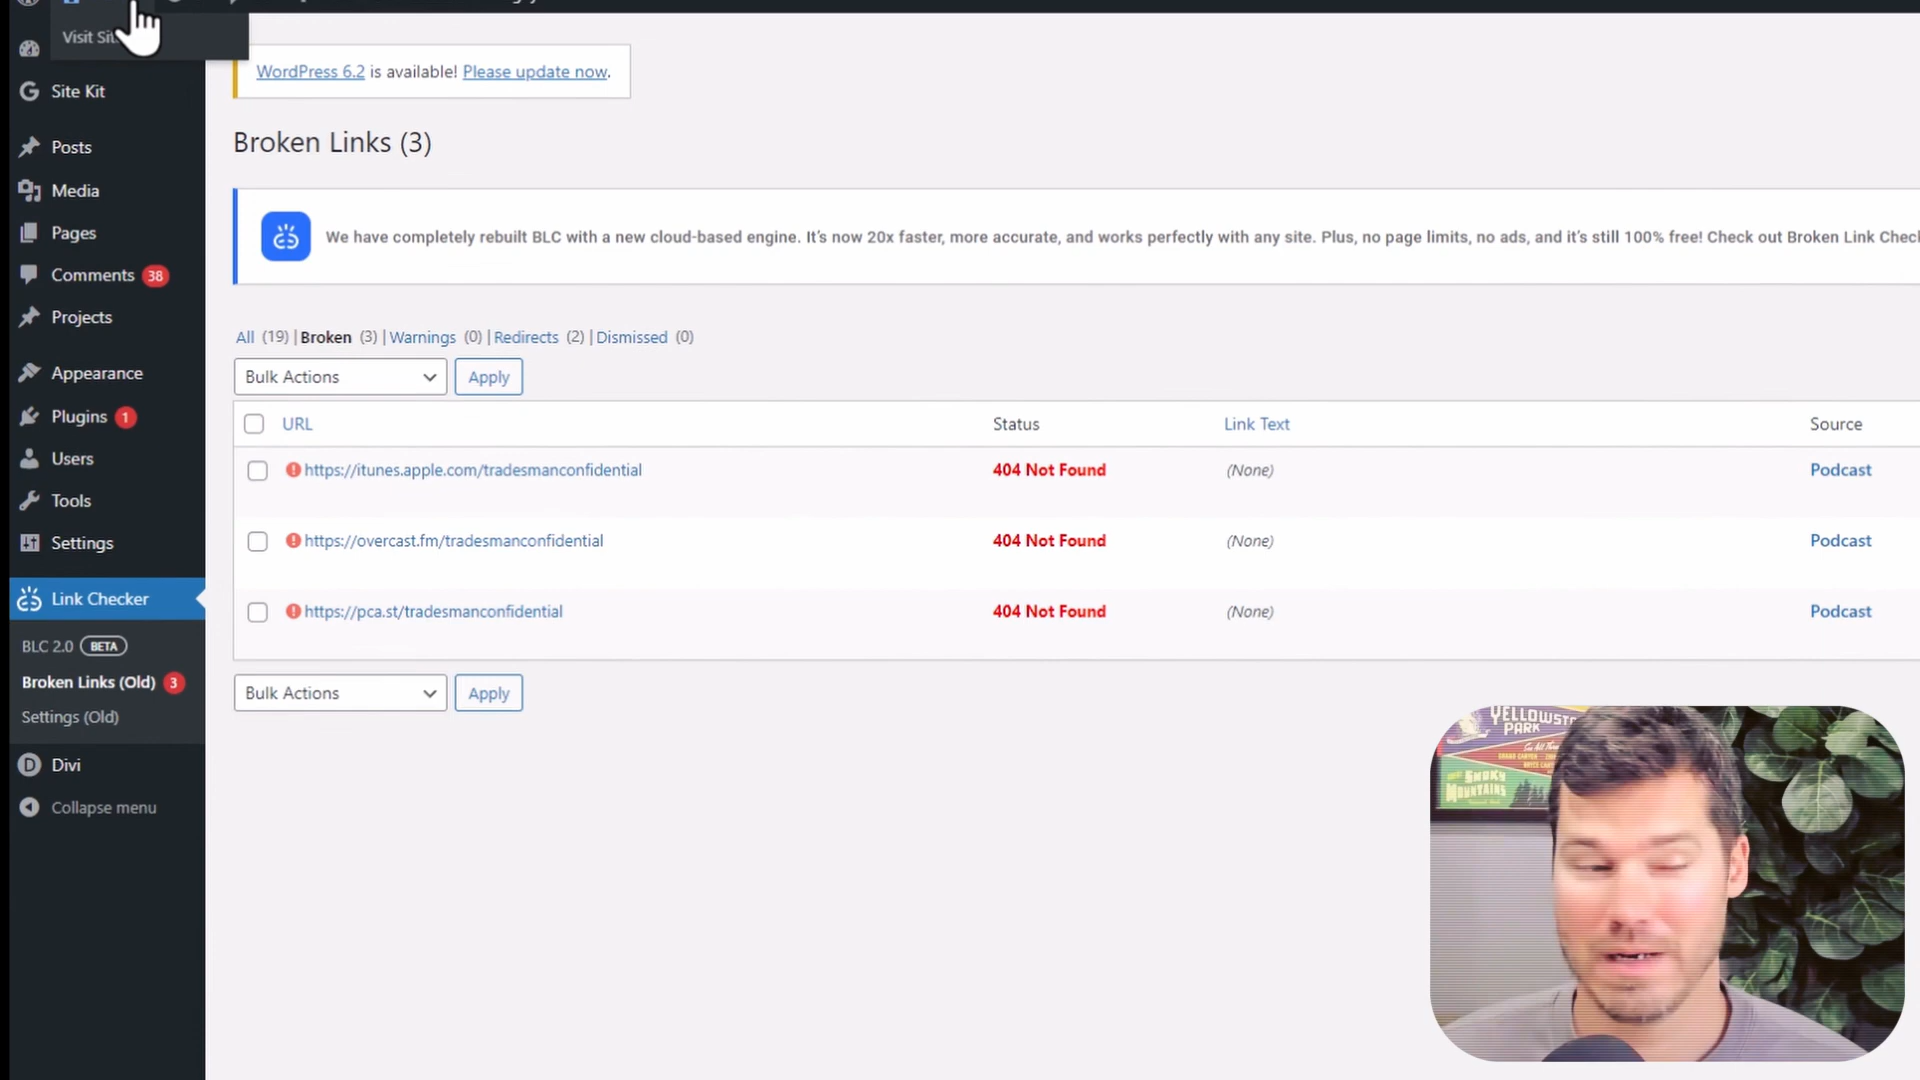 Visit Sit
WordPress 6.2 is available! Please update now.
Site Kit
Broken Links (3)
Posts
Media
Pages
Comments 38
Projects
We have completely rebuilt BLC with a new cloud-based engine. It's now 20x faster, more accurate, and works perfectly with any site. Plus, no page limits, no ads, and it's still 100% free! Check out Broken Link Check
All (19) | Broken (3) | Warnings (0) | Redirects (2) | Dismissed (0)
Bulk Actions Apply
Appearance
Plugins 1
Users
Tools
Settings
URL Status Link Text Source
https://itunes.apple.com/tradesmanconfidential 404 Not Found (None) Podcast
https://overcast.fm/tradesmanconfidential 404 Not Found (None) Podcast
https://pca.st/tradesmanconfidential 404 Not Found (None) Podcast
Bulk Actions Apply
Link Checker
BLC 2.0 BETA
Broken Links (Old) 3
Settings (Old)
Divi
Collapse menu
YELLOWST
PARK
SMOKY
MOUNTAINS